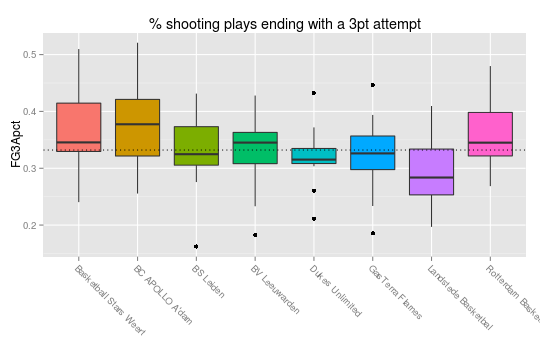 % shooting plays ending with a 3pt attempt
FG3Apct
0.5
0.4
0.3
0.2
Basketball Stars Weert
BC APOLLO A'dam
BS Leiden
BV Leeuwarden
Dukes Unlimited
GasTerra Flames
Landstede Basketbal
Rotterdam Basket